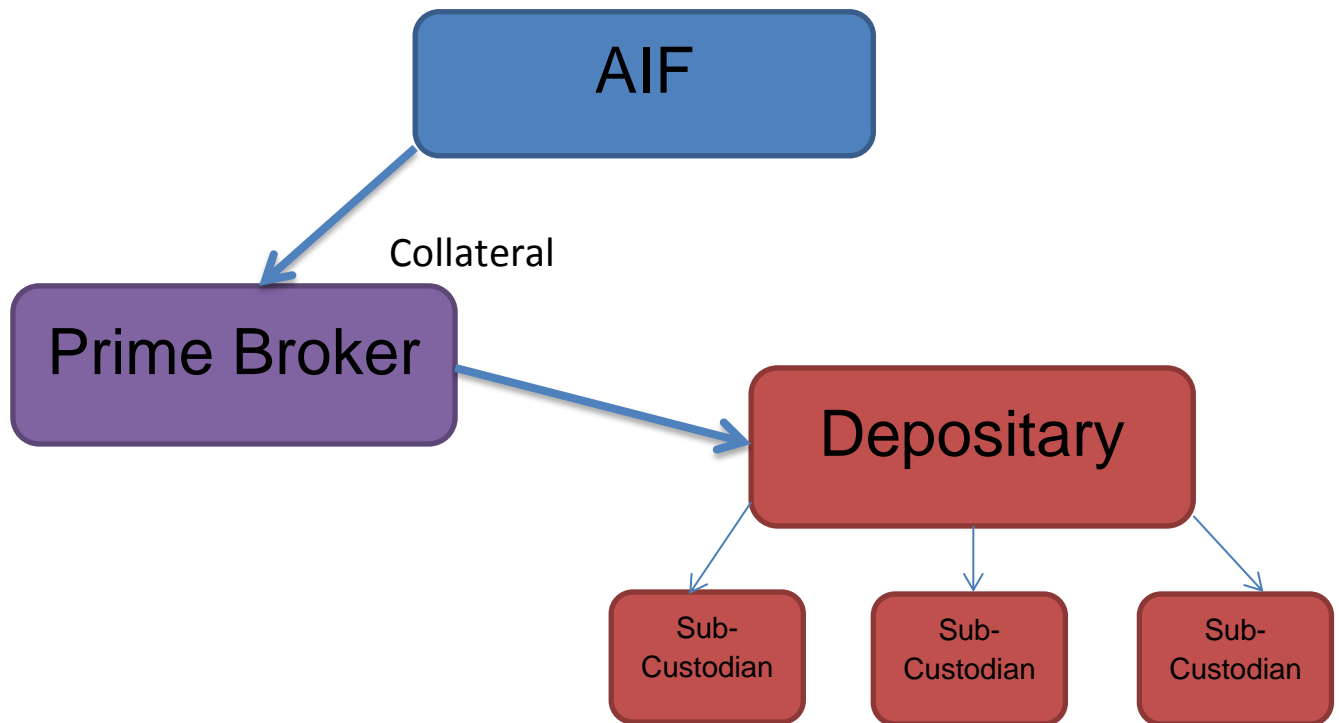 AIF
Collateral
Prime Broker
Depositary
Sub-
Custodian
Sub-
Custodian
Sub-
Custodian